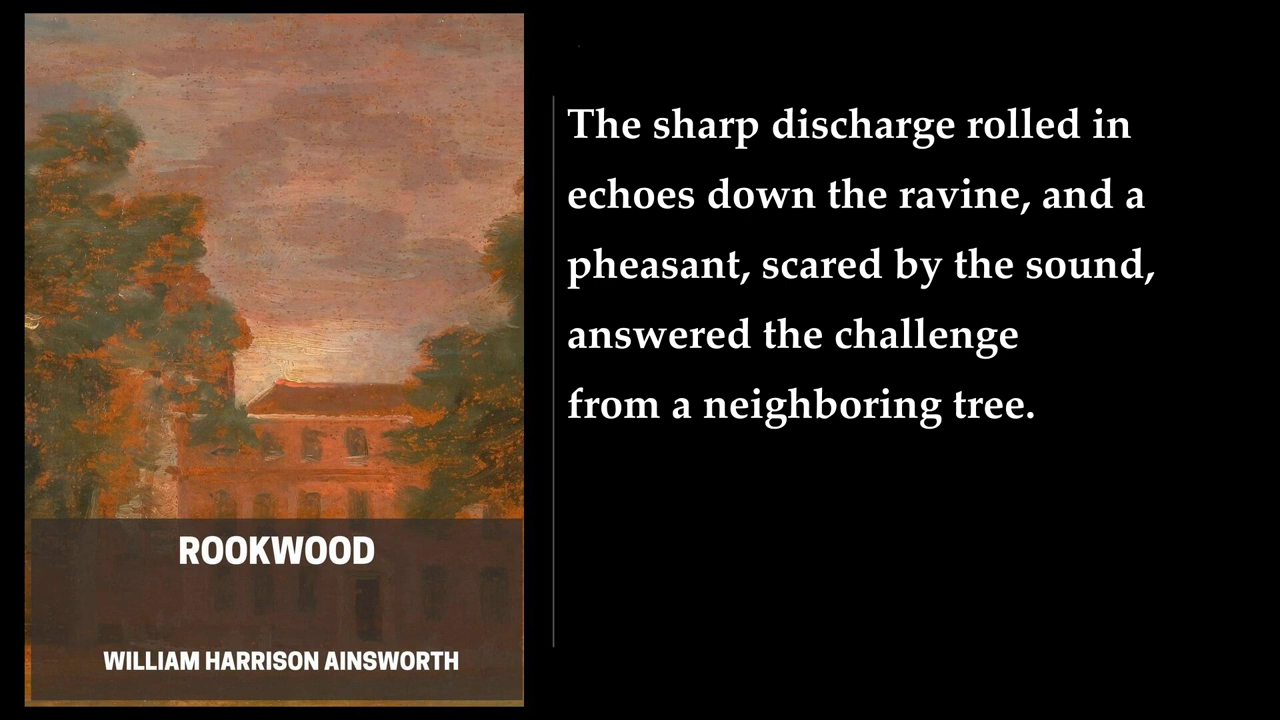 ROOKWOOD
WILLIAM HARRISON AINSWORTH
The sharp discharge rolled in
echoes down the ravine, and a
pheasant, scared by the sound,
answered the challenge
from a neighboring tree.